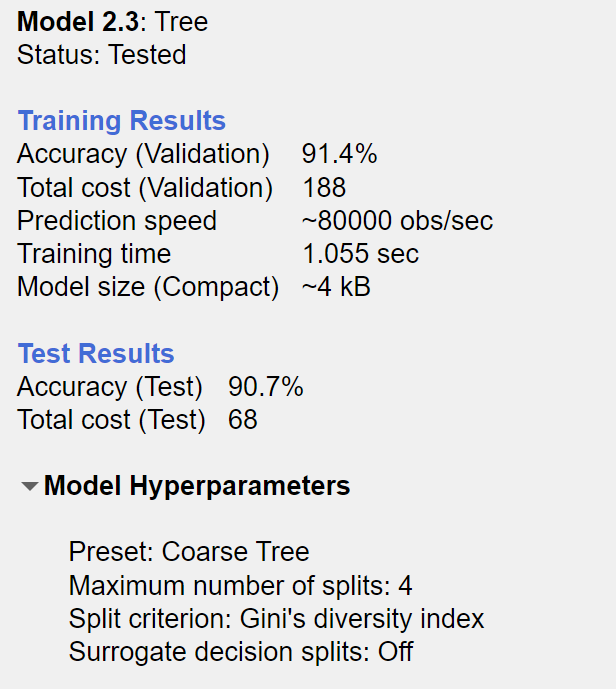 Model 2.3: Tree
Status: Tested
Training Results
Accuracy (Validation) 91.4%
Total cost (Validation) 188
Prediction speed ~80000 obs/sec
Training time 1.055 sec
Model size (Compact) ~4 kB
Test Results
Accuracy (Test) 90.7%
Total cost (Test) 68
Model Hyperparameters
Preset: Coarse Tree
Maximum number of splits: 4
Split criterion: Gini's diversity index
Surrogate decision splits: Off